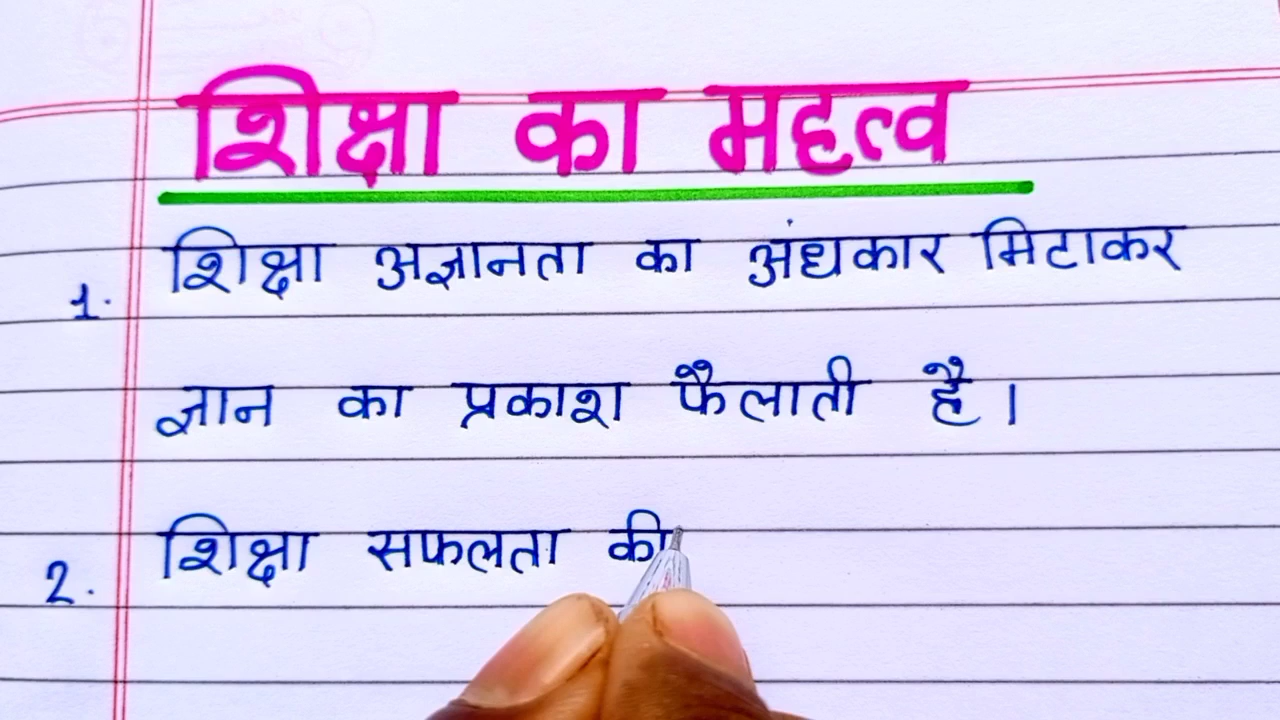 शिक्षा का महत्व
1. शिक्षा अज्ञानता का अंधकार मिटाकर
ज्ञान का प्रकाश फैलाती है।
2. शिक्षा सफलता की